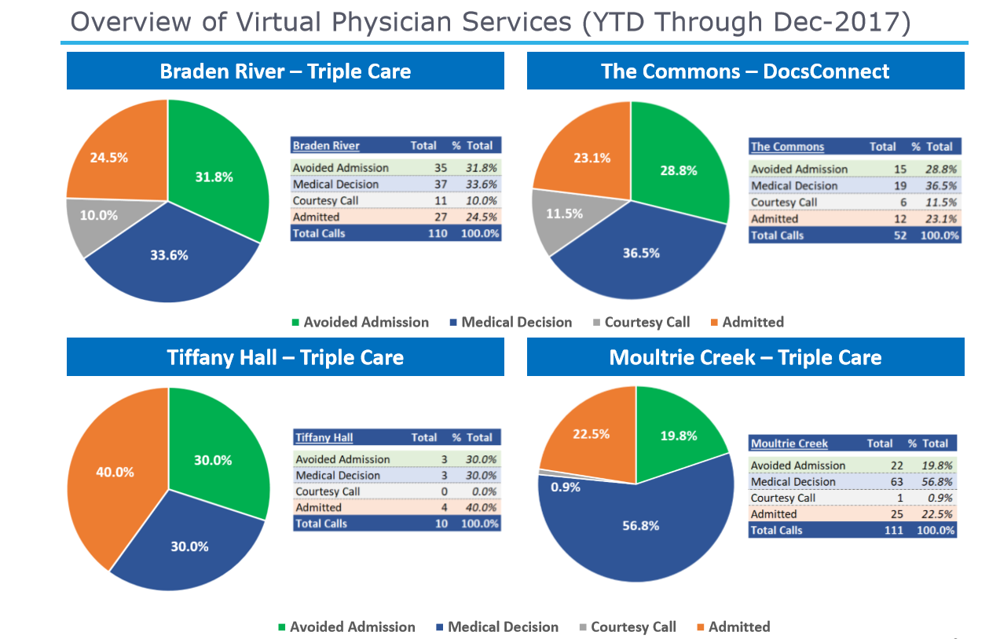 Overview of Virtual Physician Services (YTD Through Dec-2017)
Braden River – Triple Care
24.5%
31.8%
10.0%
33.6%
Braden River Total % Total
Avoided Admission 35 31.8%
Medical Decision 37 33.6%
Courtesy Call 11 10.0%
Admitted 27 24.5%
Total Calls 110 100.0%
The Commons – DocsConnect
23.1%
28.8%
11.5%
36.5%
The Commons Total % Total
Avoided Admission 15 28.8%
Medical Decision 19 36.5%
Courtesy Call 6 11.5%
Admitted 12 23.1%
Total Calls 52 100.0%
Avoided Admission Medical Decision Courtesy Call Admitted
Tiffany Hall – Triple Care
40.0%
30.0%
30.0%
Tiffany Hall Total % Total
Avoided Admission 3 30.0%
Medical Decision 3 30.0%
Courtesy Call 0 0.0%
Admitted 4 40.0%
Total Calls 10 100.0%
Moultrie Creek – Triple Care
22.5%
19.8%
0.9%
56.8%
Moultrie Creek Total % Total
Avoided Admission 22 19.8%
Medical Decision 63 56.8%
Courtesy Call 1 0.9%
Admitted 25 22.5%
Total Calls 111 100.0%
Avoided Admission Medical Decision Courtesy Call Admitted